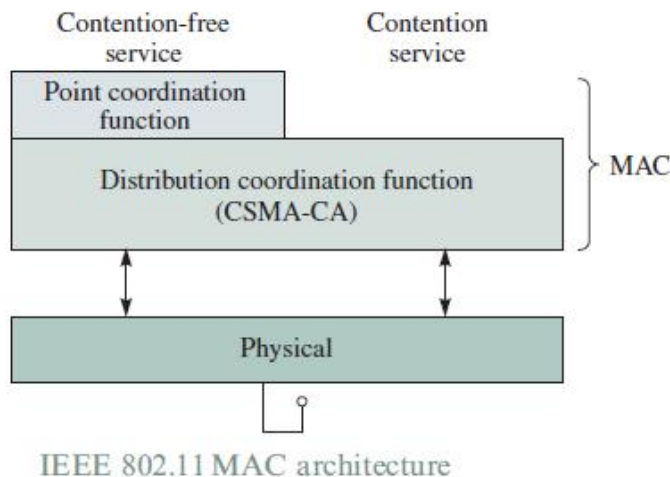 Contention-free
service
Contention
service
Point coordination
function
MAC
Distribution coordination function
(CSMA-CA)
Physical
IEEE 802.11 MAC architecture